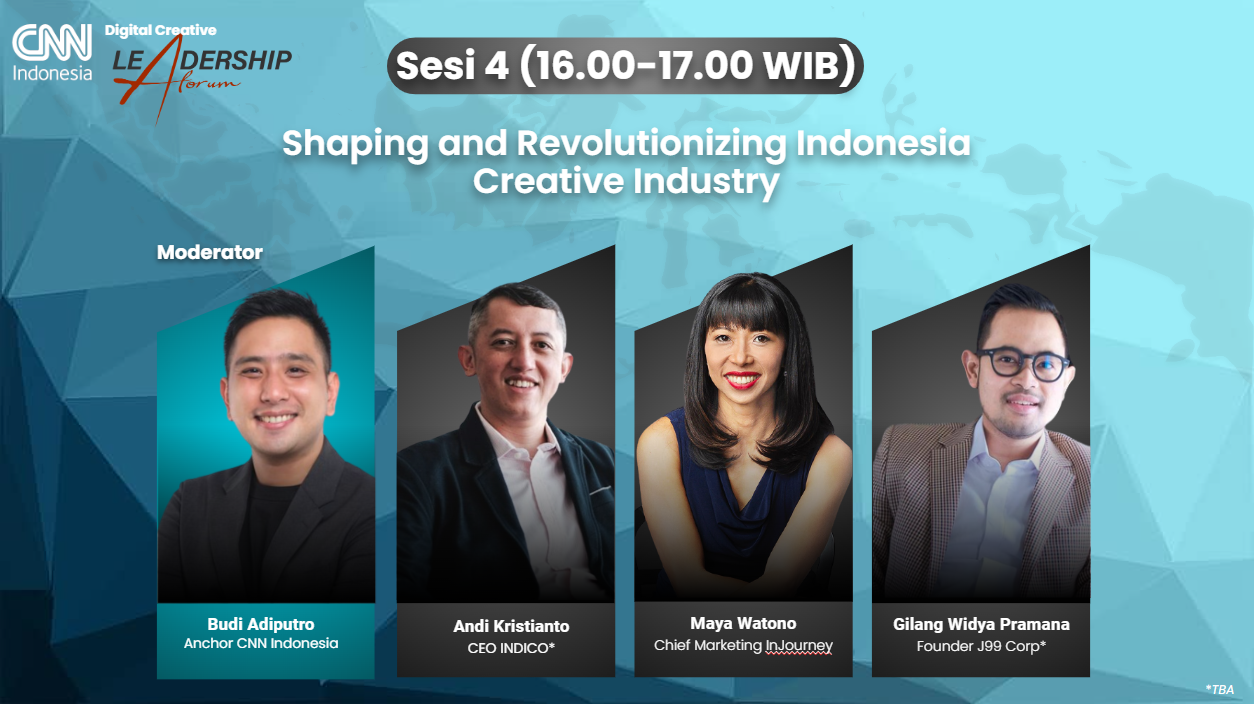 CNN
Indonesia
Digital Creative
LEADERSHIP
forum
Sesi 4 (16.00-17.00 WIB)
Shaping and Revolutionizing Indonesia
Creative Industry
Moderator
Budi Adiputro
Anchor CNN Indonesia
Andi Kristianto
CEO INDICO*
Maya Watono
Chief Marketing InJourney
Gilang Widya Pramana
Founder J99 Corp*
*TBA